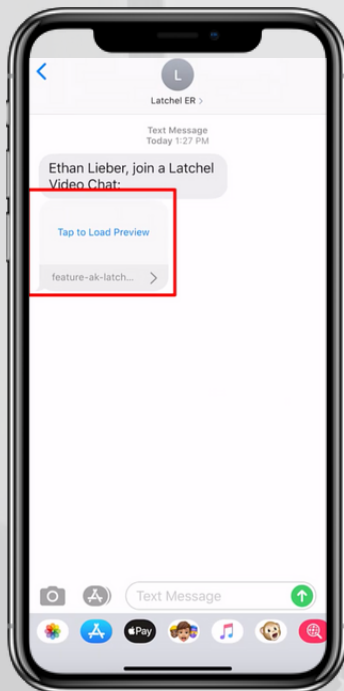 L
Latchel ER >
Text Message
Today 1:27 PM
Ethan Lieber, join a Latchel
Video Chat:
Tap to Load Preview
feature-ak-latch... >
Text Message
Pay